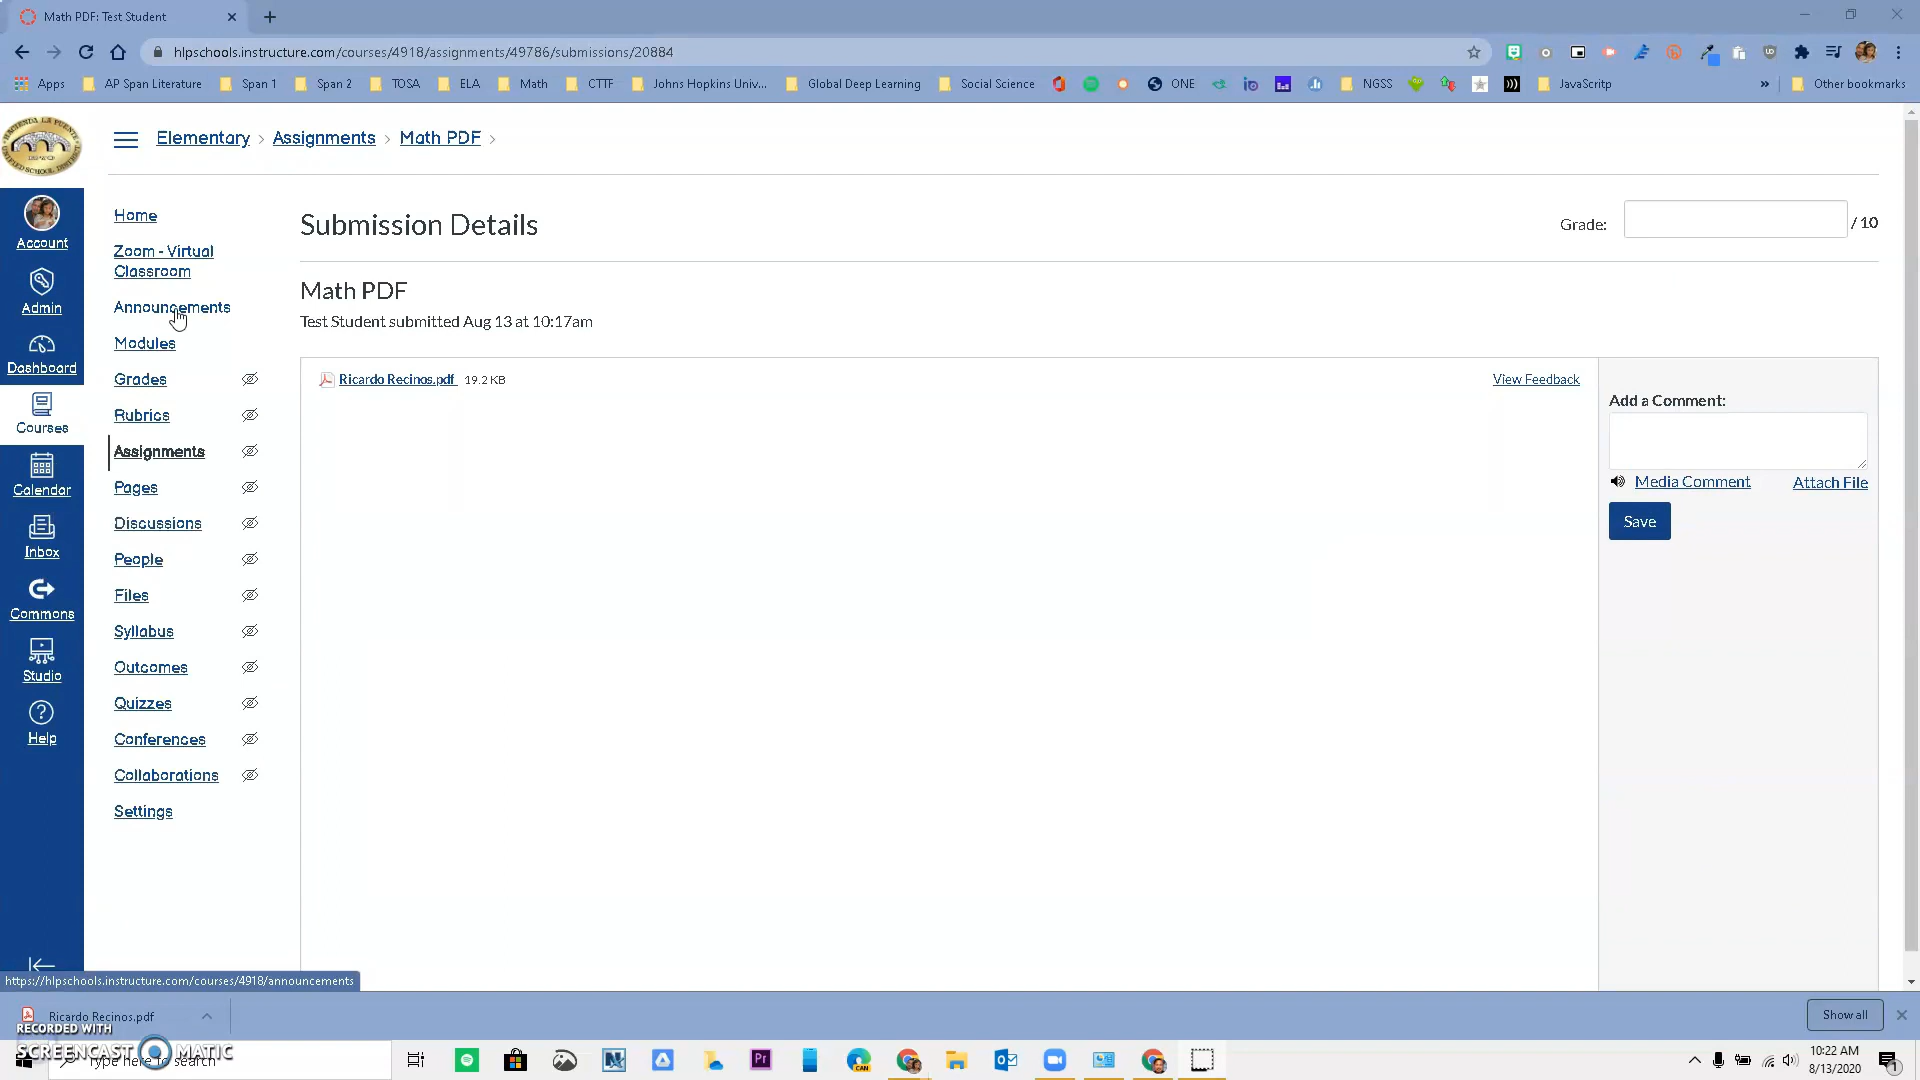 Math PDF: Test Student
hlpschools.instructure.com/courses/4918/assignments/49786/submissions/20884
Apps
AP Span Literature
Span 1
Span 2
TOSA
ELA
Math
CTTF
Johns Hopkins Univ...
Global Deep Learning
Social Science
ONE
NGSS
JavaScritp
»
Other bookmarks
Elementary > Assignments > Math PDF >
Account
Admin
Dashboard
Courses
Calendar
Inbox
Commons
Studio
Help
Home
Zoom - Virtual
Classroom
Announcements
Modules
Grades
Rubrics
Assignments
Pages
Discussions
People
Files
Syllabus
Outcomes
Quizzes
Conferences
Collaborations
Settings
Submission Details
Grade: / 10
Math PDF
Test Student submitted Aug 13 at 10:17am
Ricardo Recinos.pdf 19.2 KB
View Feedback
Add a Comment:
Media Comment
Attach File
Save
https://hlpschools.instructure.com/courses/4918/announcements
Ricardo Recinos.pdf
Show all
RECORDED WITH
SCREENCAST MATIC
Type here to search
Pr
CAN
10:22 AM
8/13/2020
1